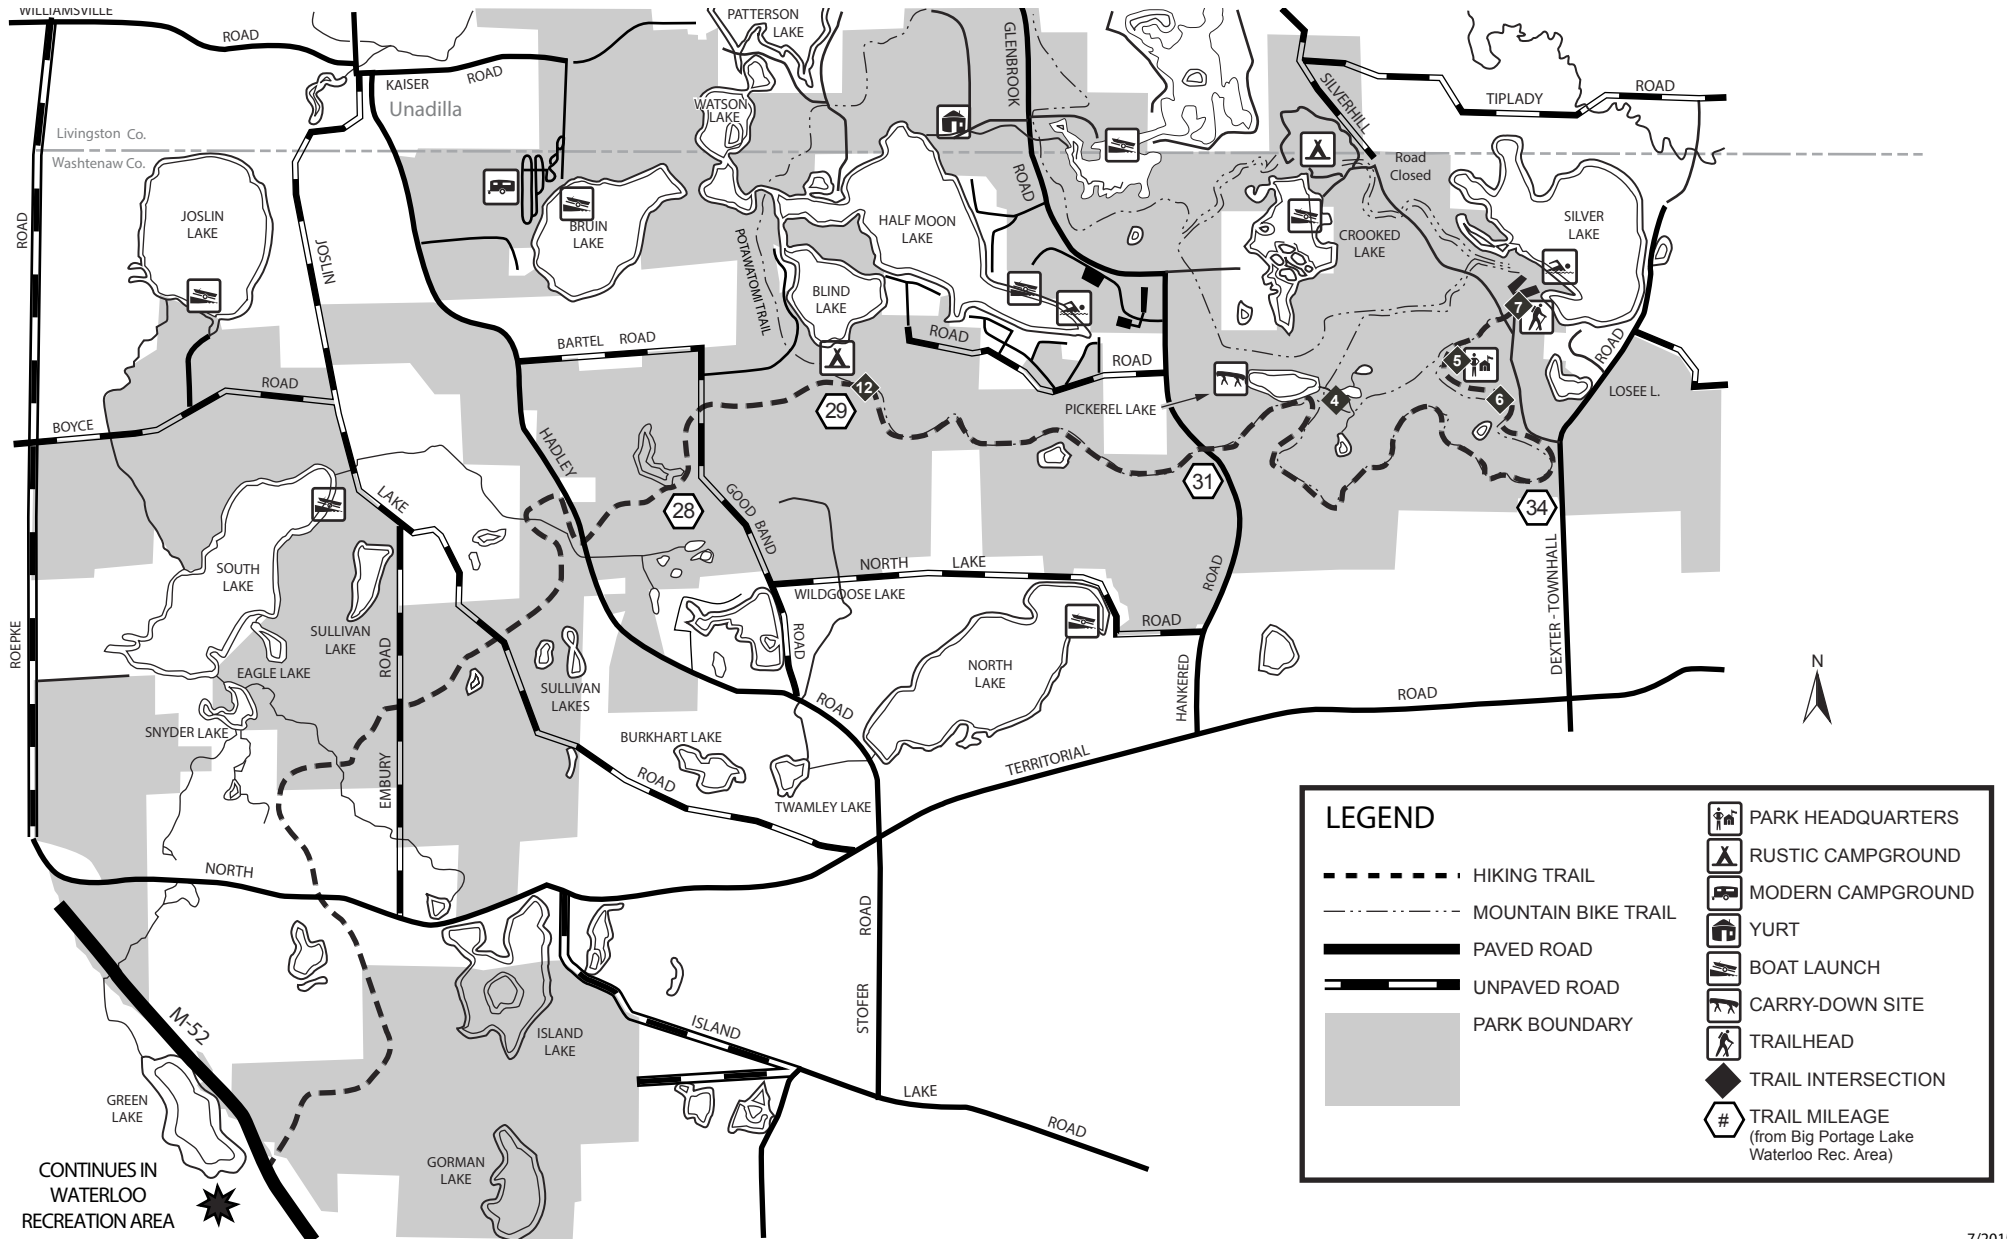 WILLIAMSVILLE
ROAD
PATTERSON
LAKE
GLENBROOK
ROAD
KAISER
ROAD
Unadilla
WATSON
LAKE
SILVERHILL
TIPLADY
ROAD
Livingston Co.
Washtenaw Co.
Road
Closed
ROAD
JOSLIN
LAKE
JOSLIN
BRUIN
LAKE
POTAWATOMI TRAIL
HALF MOON
LAKE
CROOKED
LAKE
SILVER
LAKE
BLIND
LAKE
7
BARTEL
ROAD
ROAD
ROAD
ROAD
5
ROAD
12
29
PICKEREL LAKE
4
6
LOSEE L.
BOYCE
HADLEY
LAKE
28
GOOD BAND
31
34
SOUTH
LAKE
NORTH
LAKE
WILDGOOSE LAKE
ROAD
DEXTER - TOWNHALL
ROEPKE
SULLIVAN
LAKE
ROAD
ROAD
ROAD
EAGLE LAKE
SULLIVAN
LAKES
NORTH
LAKE
HANKERED
N
ROAD
ROAD
SNYDER LAKE
BURKHART LAKE
TERRITORIAL
EMBURY
ROAD
TWAMLEY LAKE
NORTH
ROAD
STOFER
M-52
ISLAND
ISLAND
LAKE
GREEN
LAKE
LAKE
ROAD
GORMAN
LAKE
CONTINUES IN
WATERLOO
RECREATION AREA
LEGEND
HIKING TRAIL
MOUNTAIN BIKE TRAIL
PAVED ROAD
UNPAVED ROAD
PARK BOUNDARY
PARK HEADQUARTERS
RUSTIC CAMPGROUND
MODERN CAMPGROUND
YURT
BOAT LAUNCH
CARRY-DOWN SITE
TRAILHEAD
TRAIL INTERSECTION
# TRAIL MILEAGE
(from Big Portage Lake
Waterloo Rec. Area)